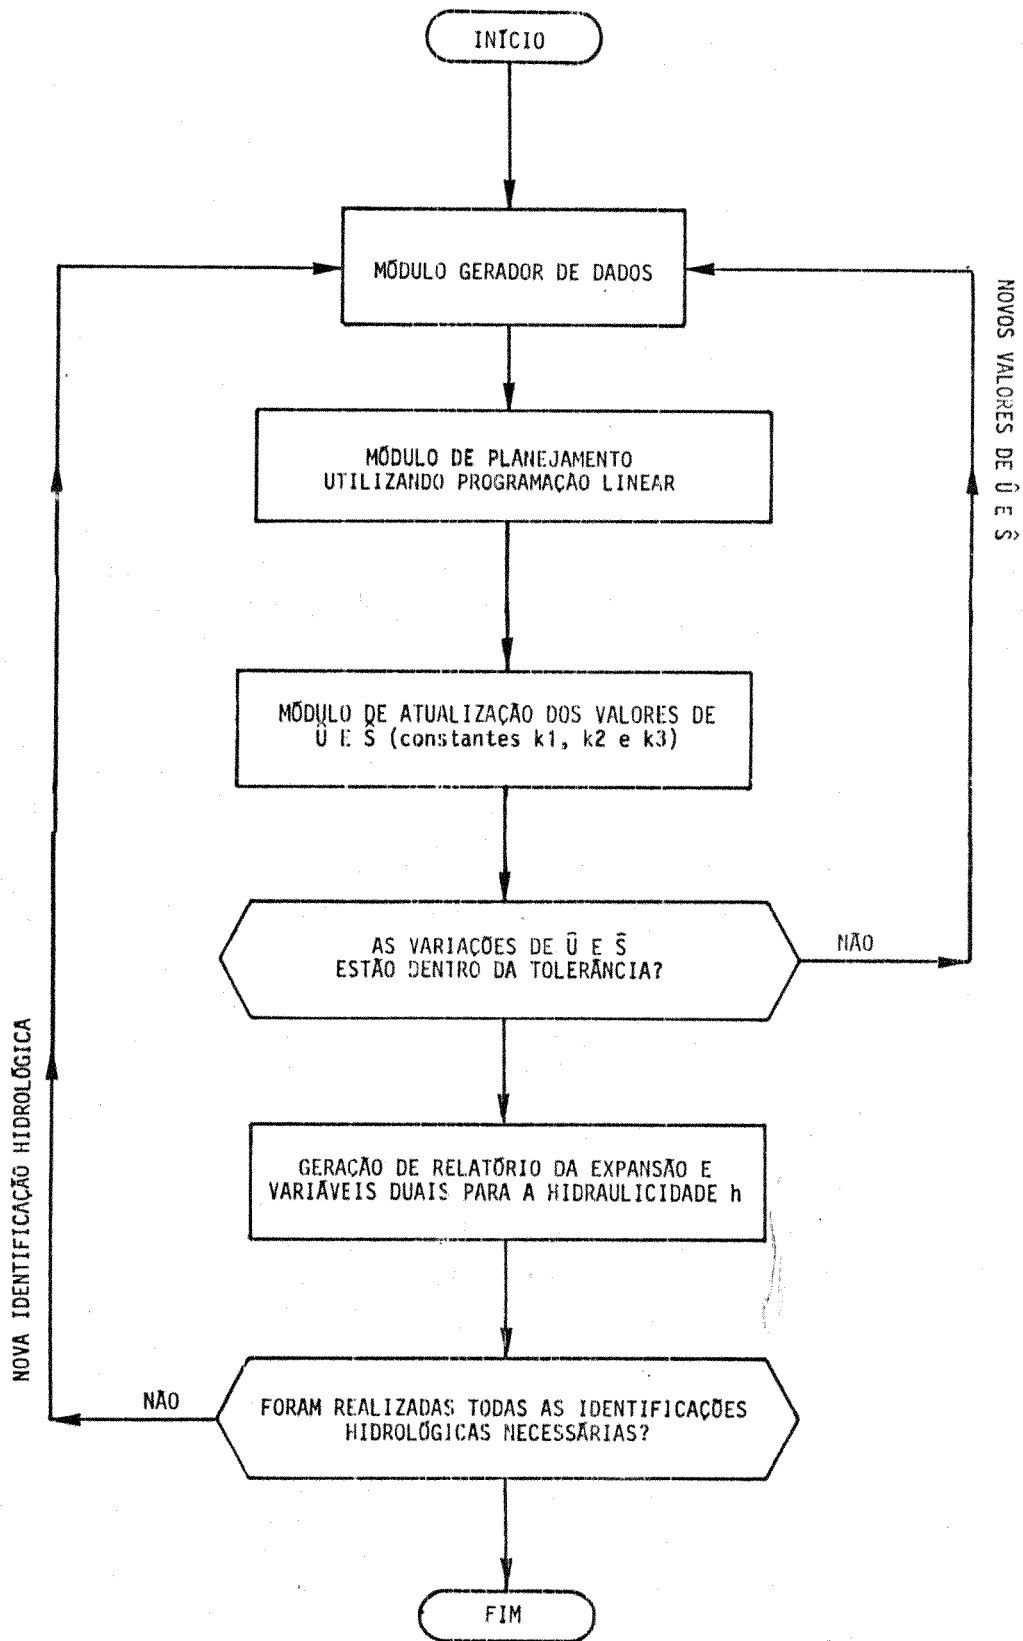 INÍCIO
MÓDULO GERADOR DE DADOS
NOVOS VALORES DE Û E Ŝ
MÓDULO DE PLANEJAMENTO
UTILIZANDO PROGRAMAÇÃO LINEAR
MÓDULO DE ATUALIZAÇÃO DOS VALORES DE
Û E Ŝ (constantes k1, k2 e k3)
AS VARIAÇÕES DE Û E Ŝ
ESTÃO DENTRO DA TOLERÂNCIA?
NÃO
NOVA IDENTIFICAÇÃO HIDROLÓGICA
GERAÇÃO DE RELATÓRIO DA EXPANSÃO E
VARIÁVEIS DUAIS PARA A HIDRAULICIDADE h
NÃO
FORAM REALIZADAS TODAS AS IDENTIFICAÇÕES
HIDROLÓGICAS NECESSÁRIAS?
FIM